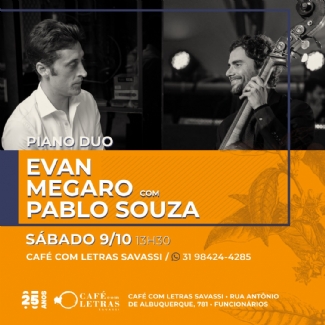 PIANO DUO
EVAN
MEGARO COM
PABLO SOUZA
SÁBADO 9/10 13H30
CAFÉ COM LETRAS SAVASSI / 31 98424-4285
25 ANOS
CAFÉ COM LETRAS
CAFÉ COM LETRAS SAVASSI • RUA ANTÔNIO
DE ALBUQUERQUE, 781 - FUNCIONÁRIOS